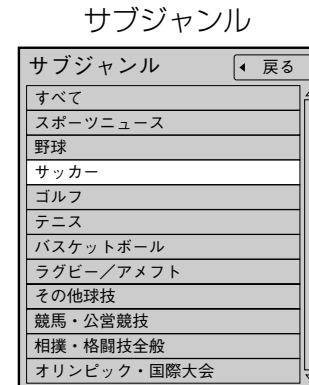 サブジャンル
サブジャンル 戻る
すべて
スポーツニュース
野球
サッカー
ゴルフ
テニス
バスケットボール
ラグビー／アメフト
その他球技
競馬・公営競技
相撲・格闘技全般
オリンピック・国際大会